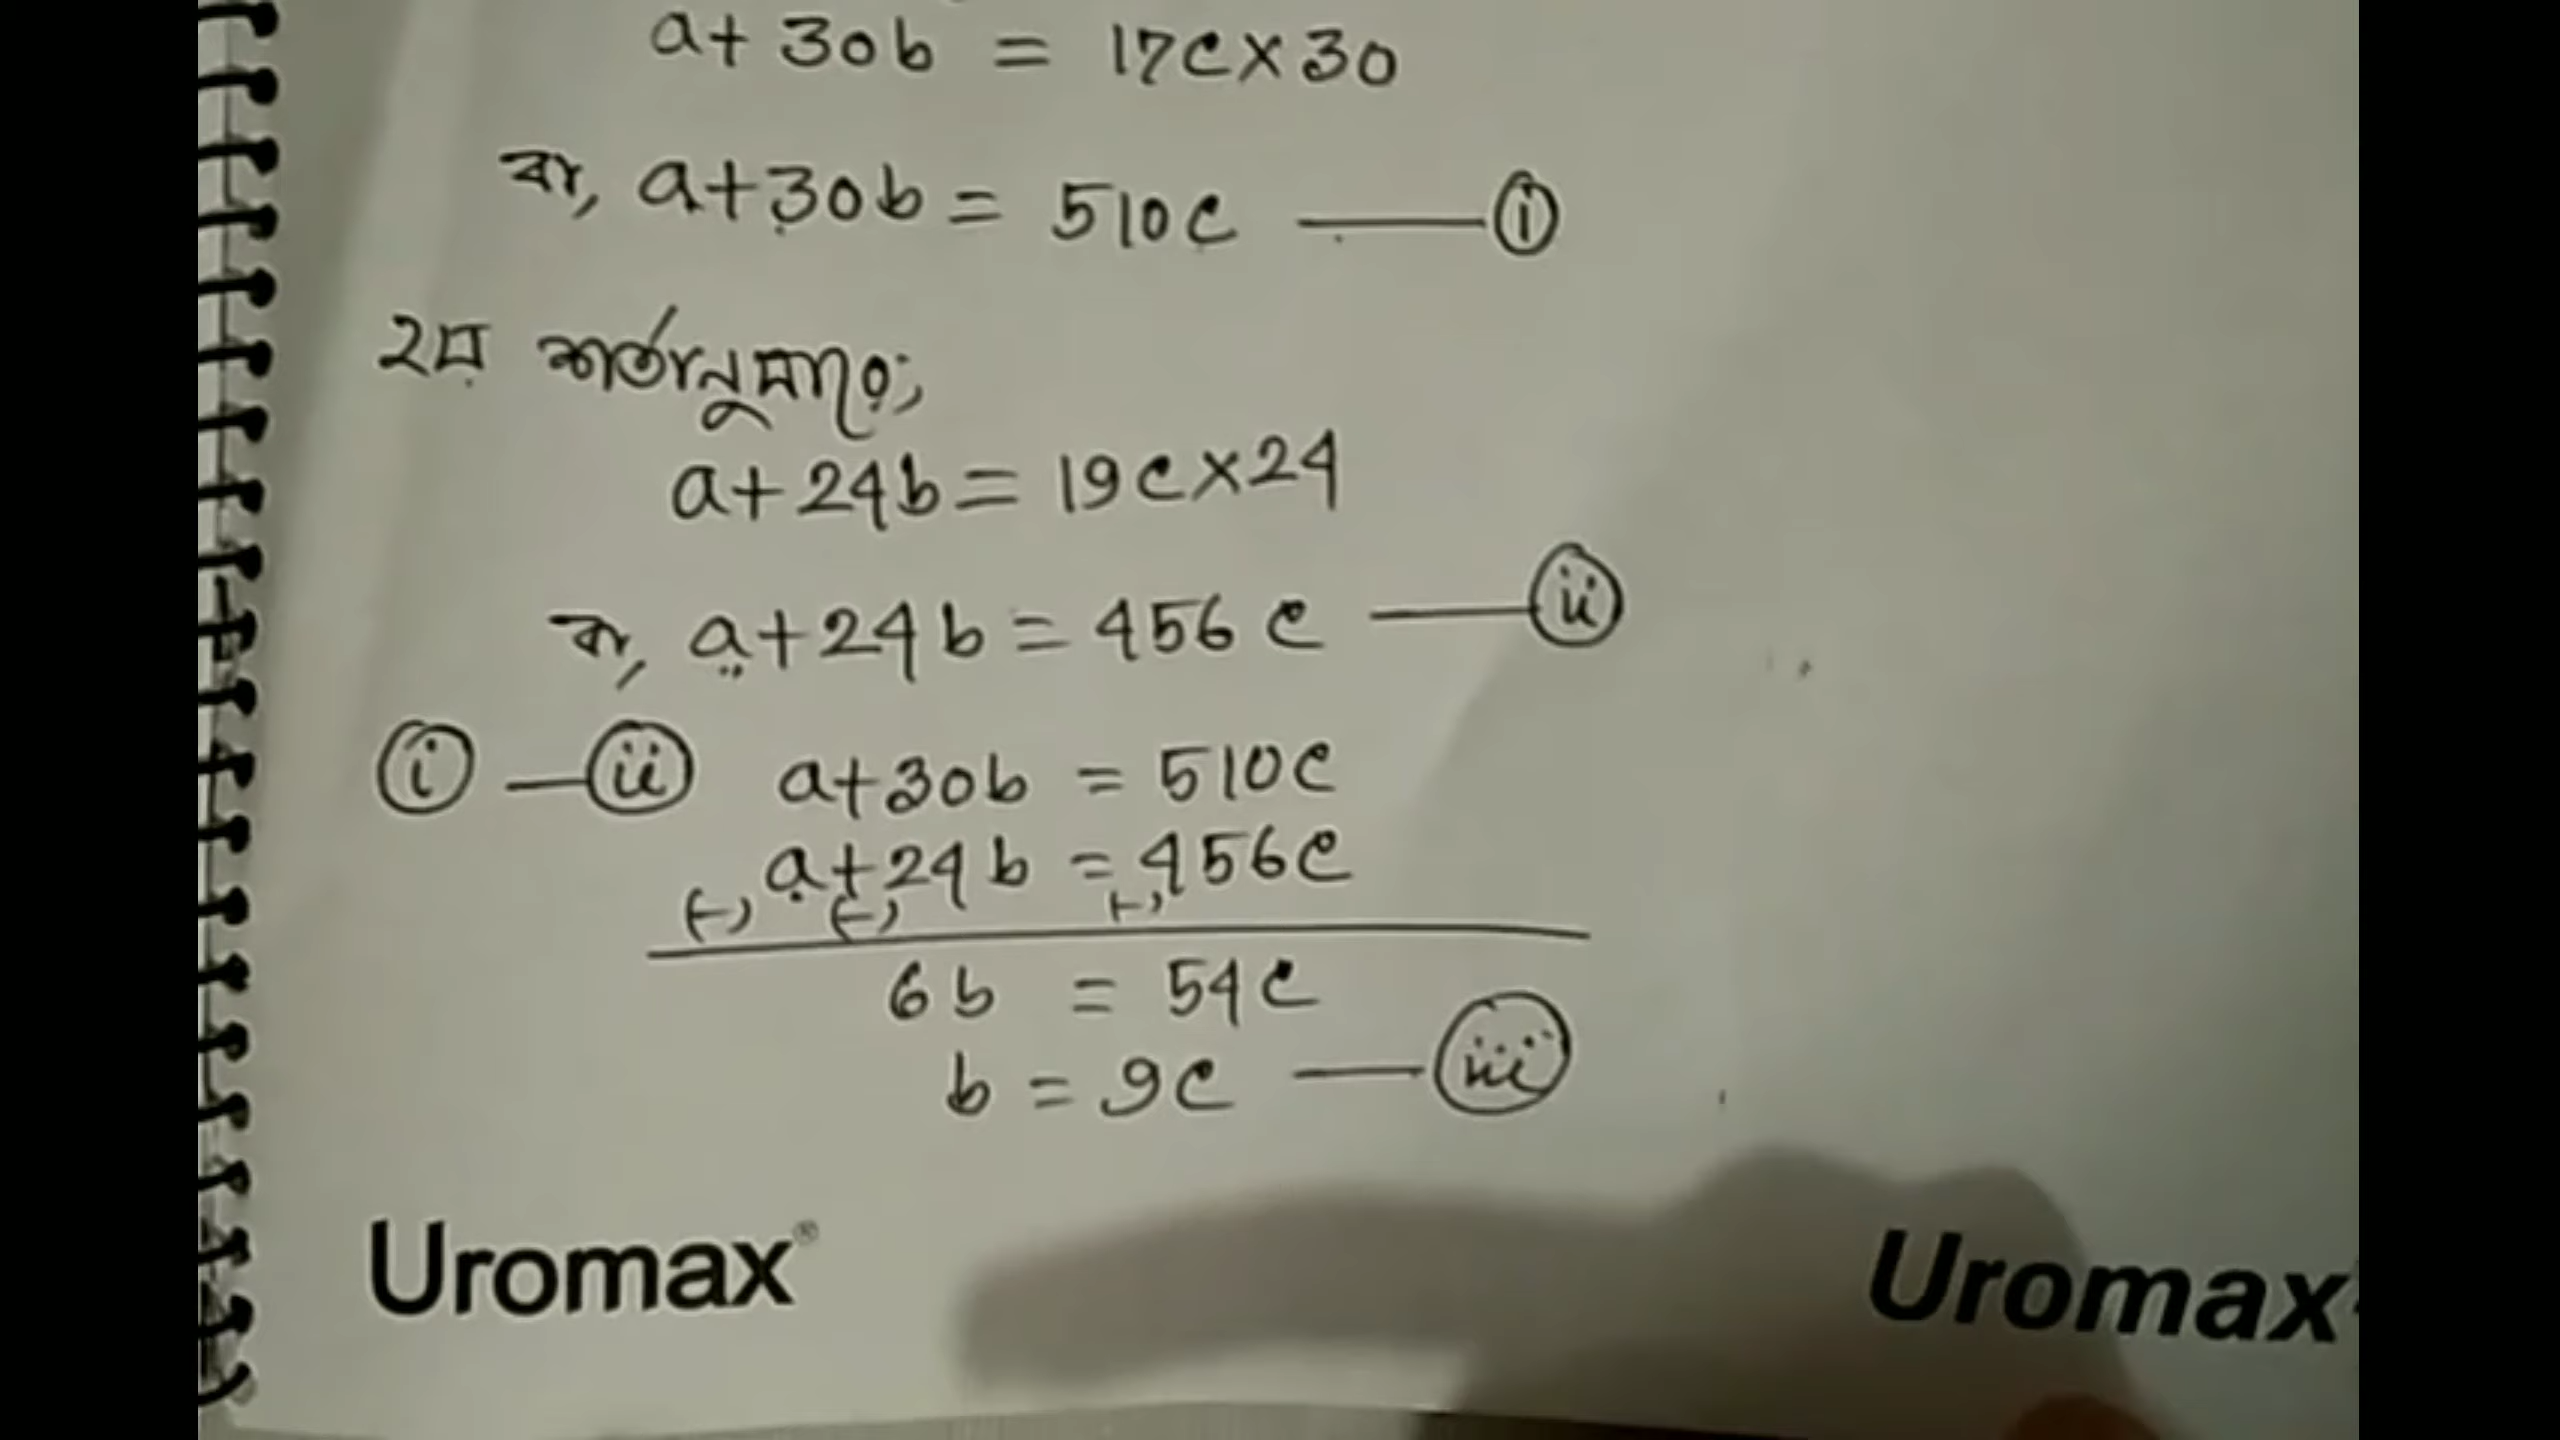 a+30b = 17c×30
বা, a+30b = 510c — i
২য় শর্তানুসারে,
a+24b = 19c×24
বা, a+24b = 456c — ii
i — ii a+30b = 510c
a+24b = 456c
(-) (-) (-)
6b = 54c
b = 9c — iii
Uromax® Uromax